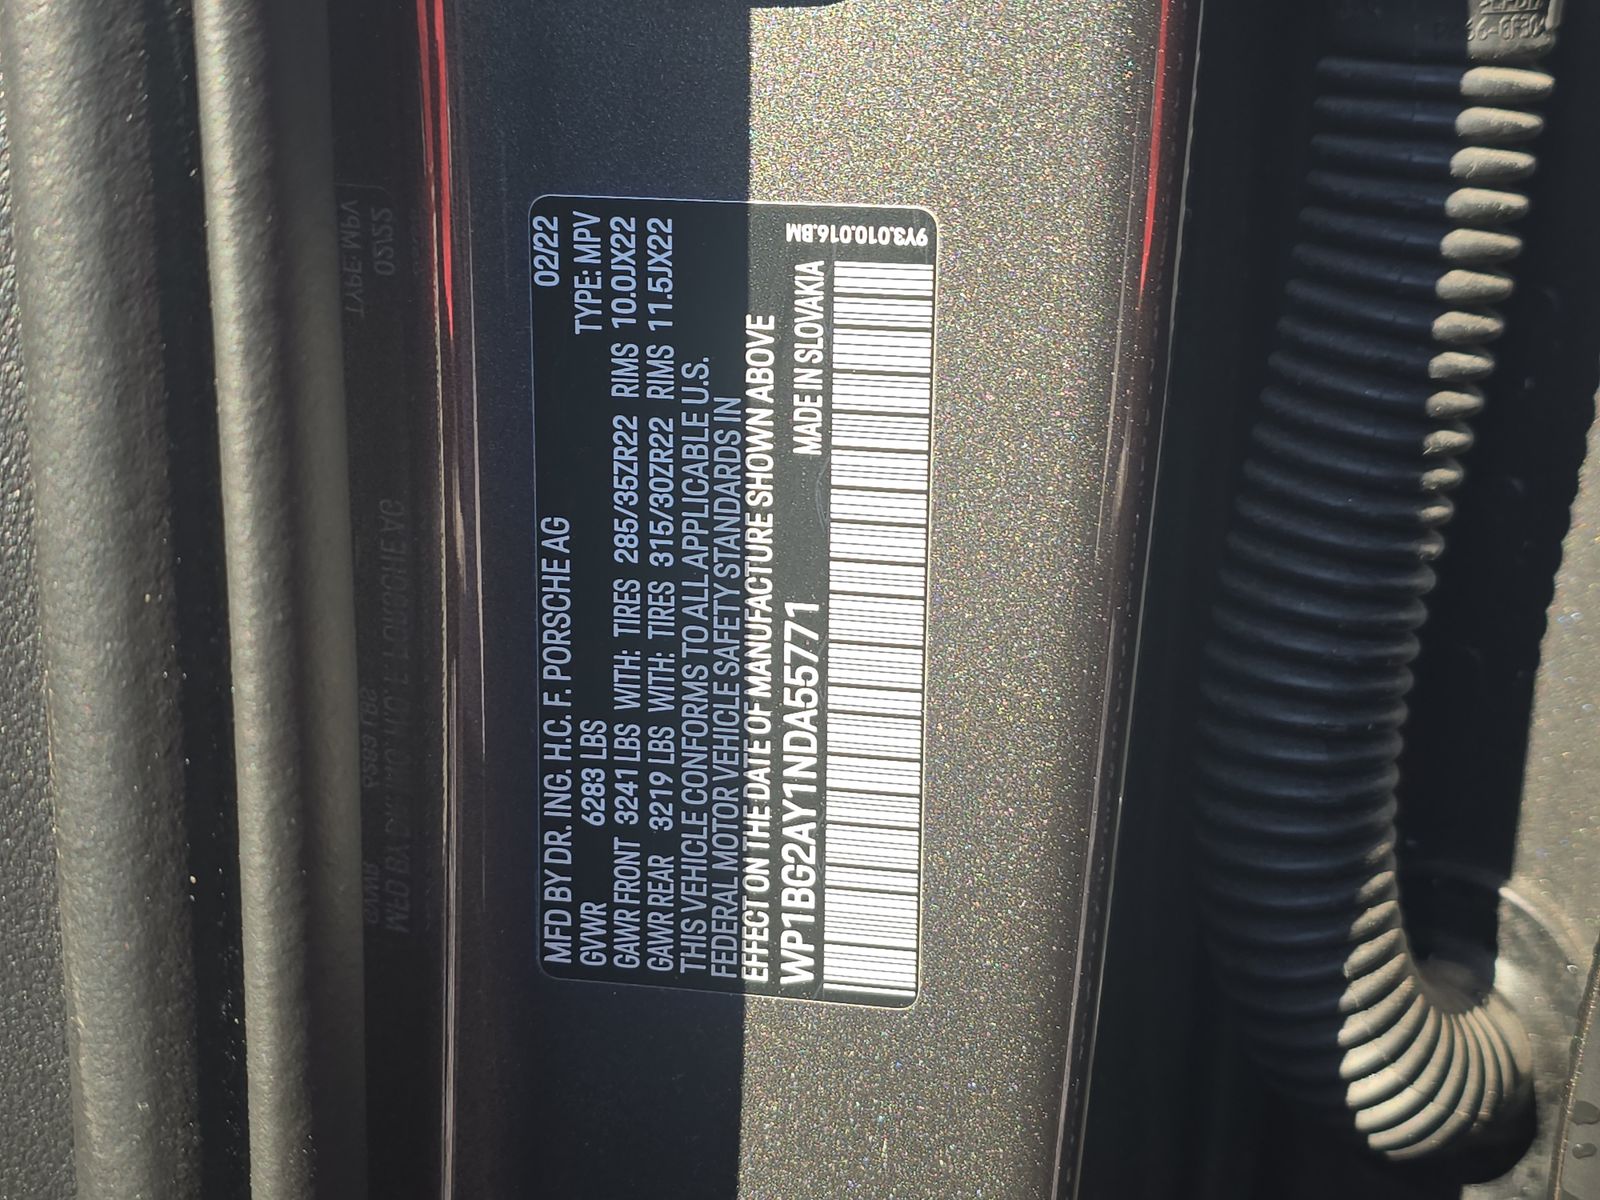 MFD BY DR. ING. H.C. F. PORSCHE AG 02/22
GVWR 6283 LBS TYPE: MPV
GAWR FRONT 3241 LBS WITH: TIRES 285/35ZR22 RIMS 10.0JX22
GAWR REAR 3219 LBS WITH: TIRES 315/30ZR22 RIMS 11.5JX22
THIS VEHICLE CONFORMS TO ALL APPLICABLE U.S.
FEDERAL MOTOR VEHICLE SAFETY STANDARDS IN
EFFECT ON THE DATE OF MANUFACTURE SHOWN ABOVE
WP1BG2AY1NDA55771 MADE IN SLOVAKIA
9Y3.010.016.BM